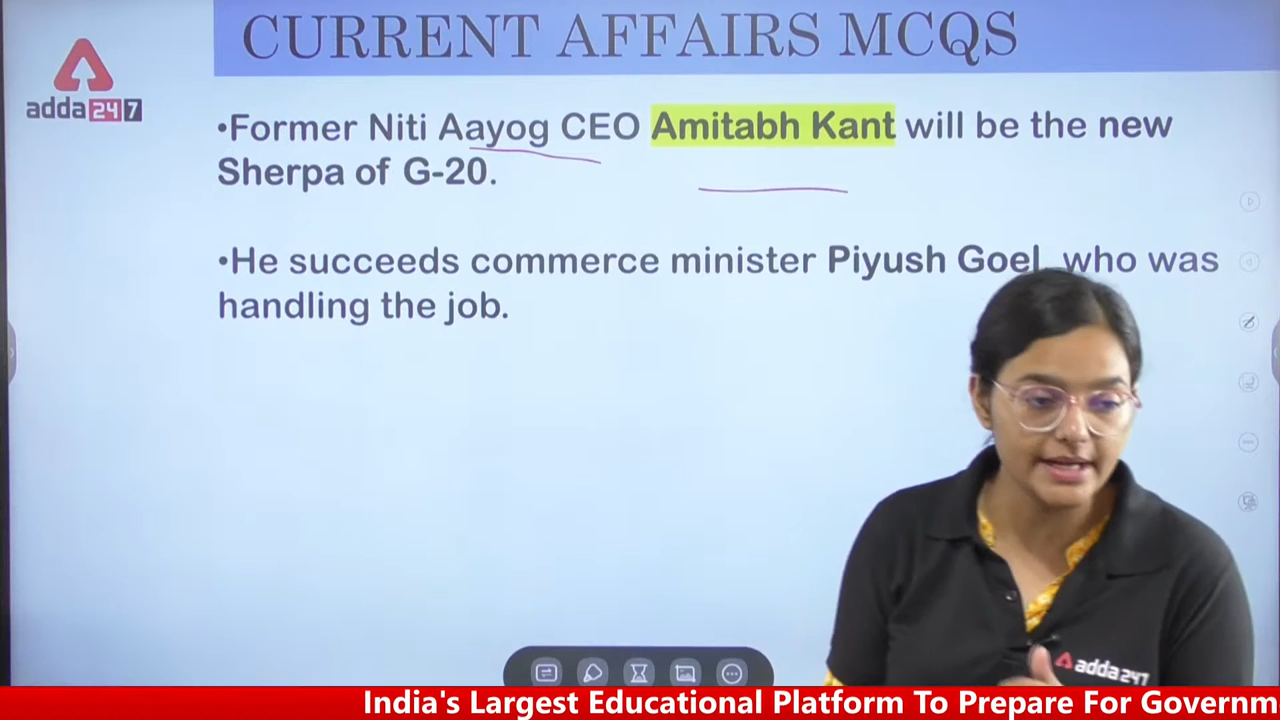 CURRENT AFFAIRS MCQS
adda247
•Former Niti Aayog CEO Amitabh Kant will be the new
Sherpa of G-20.
•He succeeds commerce minister Piyush Goel who was
handling the job.
adda247
India's Largest Educational Platform To Prepare For Governm